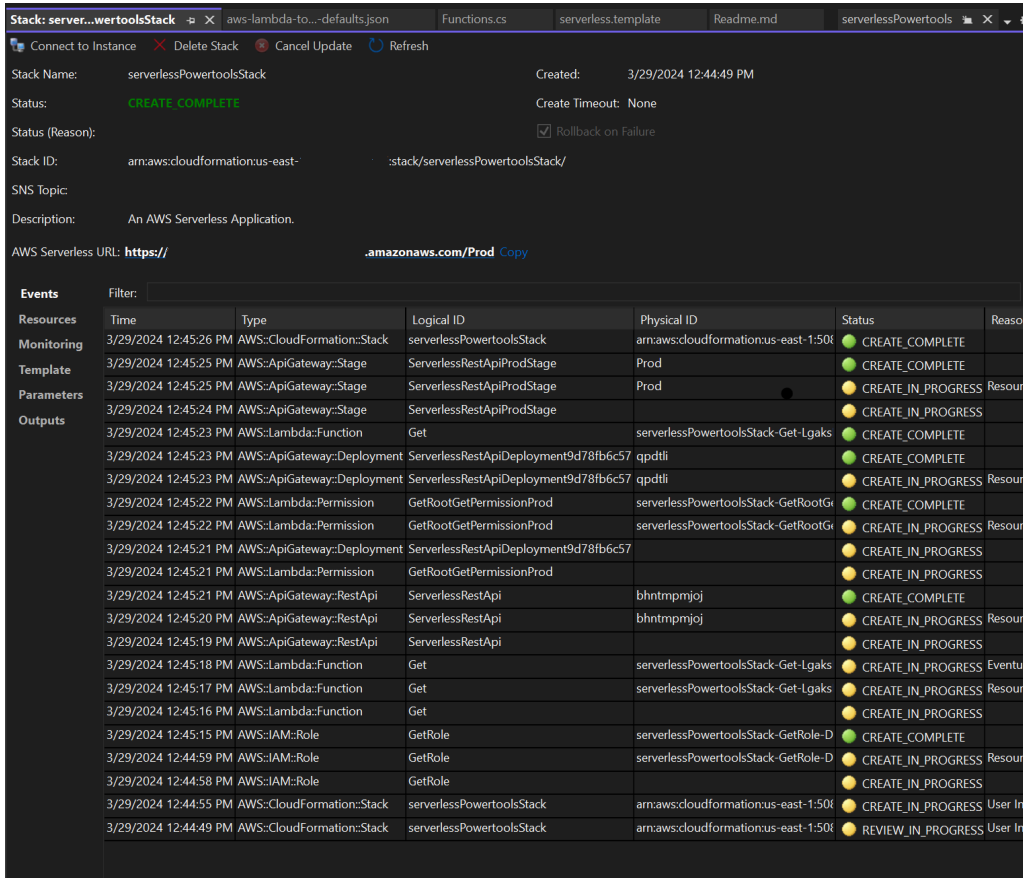 Stack: server...wertoolsStack aws-lambda-to...-defaults.json Functions.cs serverless.template Readme.md serverlessPowertools
Connect to Instance Delete Stack Cancel Update Refresh
Stack Name: serverlessPowertoolsStack Created: 3/29/2024 12:44:49 PM
Status: CREATE_COMPLETE Create Timeout: None
Status (Reason): Rollback on Failure
Stack ID: arn:aws:cloudformation:us-east- :stack/serverlessPowertoolsStack/
SNS Topic:
Description: An AWS Serverless Application.
AWS Serverless URL: https:// .amazonaws.com/Prod Copy
Events Filter:
Resources
Monitoring
Template
Parameters
Outputs
Time Type Logical ID Physical ID Status Reaso
3/29/2024 12:45:26 PM AWS::CloudFormation::Stack serverlessPowertoolsStack arn:aws:cloudformation:us-east-1:508 CREATE_COMPLETE
3/29/2024 12:45:25 PM AWS::ApiGateway::Stage ServerlessRestApiProdStage Prod CREATE_COMPLETE
3/29/2024 12:45:25 PM AWS::ApiGateway::Stage ServerlessRestApiProdStage Prod CREATE_IN_PROGRESS Resour
3/29/2024 12:45:24 PM AWS::ApiGateway::Stage ServerlessRestApiProdStage CREATE_IN_PROGRESS
3/29/2024 12:45:23 PM AWS::Lambda::Function Get serverlessPowertoolsStack-Get-Lgaks CREATE_COMPLETE
3/29/2024 12:45:23 PM AWS::ApiGateway::Deployment ServerlessRestApiDeployment9d78fb6c57 qpdtli CREATE_COMPLETE
3/29/2024 12:45:23 PM AWS::ApiGateway::Deployment ServerlessRestApiDeployment9d78fb6c57 qpdtli CREATE_IN_PROGRESS Resour
3/29/2024 12:45:22 PM AWS::Lambda::Permission GetRootGetPermissionProd serverlessPowertoolsStack-GetRootGe CREATE_COMPLETE
3/29/2024 12:45:22 PM AWS::Lambda::Permission GetRootGetPermissionProd serverlessPowertoolsStack-GetRootGe CREATE_IN_PROGRESS Resour
3/29/2024 12:45:21 PM AWS::ApiGateway::Deployment ServerlessRestApiDeployment9d78fb6c57 CREATE_IN_PROGRESS
3/29/2024 12:45:21 PM AWS::Lambda::Permission GetRootGetPermissionProd CREATE_IN_PROGRESS
3/29/2024 12:45:21 PM AWS::ApiGateway::RestApi ServerlessRestApi bhntmpmjoj CREATE_COMPLETE
3/29/2024 12:45:20 PM AWS::ApiGateway::RestApi ServerlessRestApi bhntmpmjoj CREATE_IN_PROGRESS Resour
3/29/2024 12:45:19 PM AWS::ApiGateway::RestApi ServerlessRestApi CREATE_IN_PROGRESS
3/29/2024 12:45:18 PM AWS::Lambda::Function Get serverlessPowertoolsStack-Get-Lgaks CREATE_IN_PROGRESS Eventu
3/29/2024 12:45:17 PM AWS::Lambda::Function Get serverlessPowertoolsStack-Get-Lgaks CREATE_IN_PROGRESS Resour
3/29/2024 12:45:16 PM AWS::Lambda::Function Get CREATE_IN_PROGRESS
3/29/2024 12:45:15 PM AWS::IAM::Role GetRole serverlessPowertoolsStack-GetRole-D CREATE_COMPLETE
3/29/2024 12:44:59 PM AWS::IAM::Role GetRole serverlessPowertoolsStack-GetRole-D CREATE_IN_PROGRESS Resour
3/29/2024 12:44:58 PM AWS::IAM::Role GetRole CREATE_IN_PROGRESS
3/29/2024 12:44:55 PM AWS::CloudFormation::Stack serverlessPowertoolsStack arn:aws:cloudformation:us-east-1:508 CREATE_IN_PROGRESS User In
3/29/2024 12:44:49 PM AWS::CloudFormation::Stack serverlessPowertoolsStack arn:aws:cloudformation:us-east-1:508 REVIEW_IN_PROGRESS User In